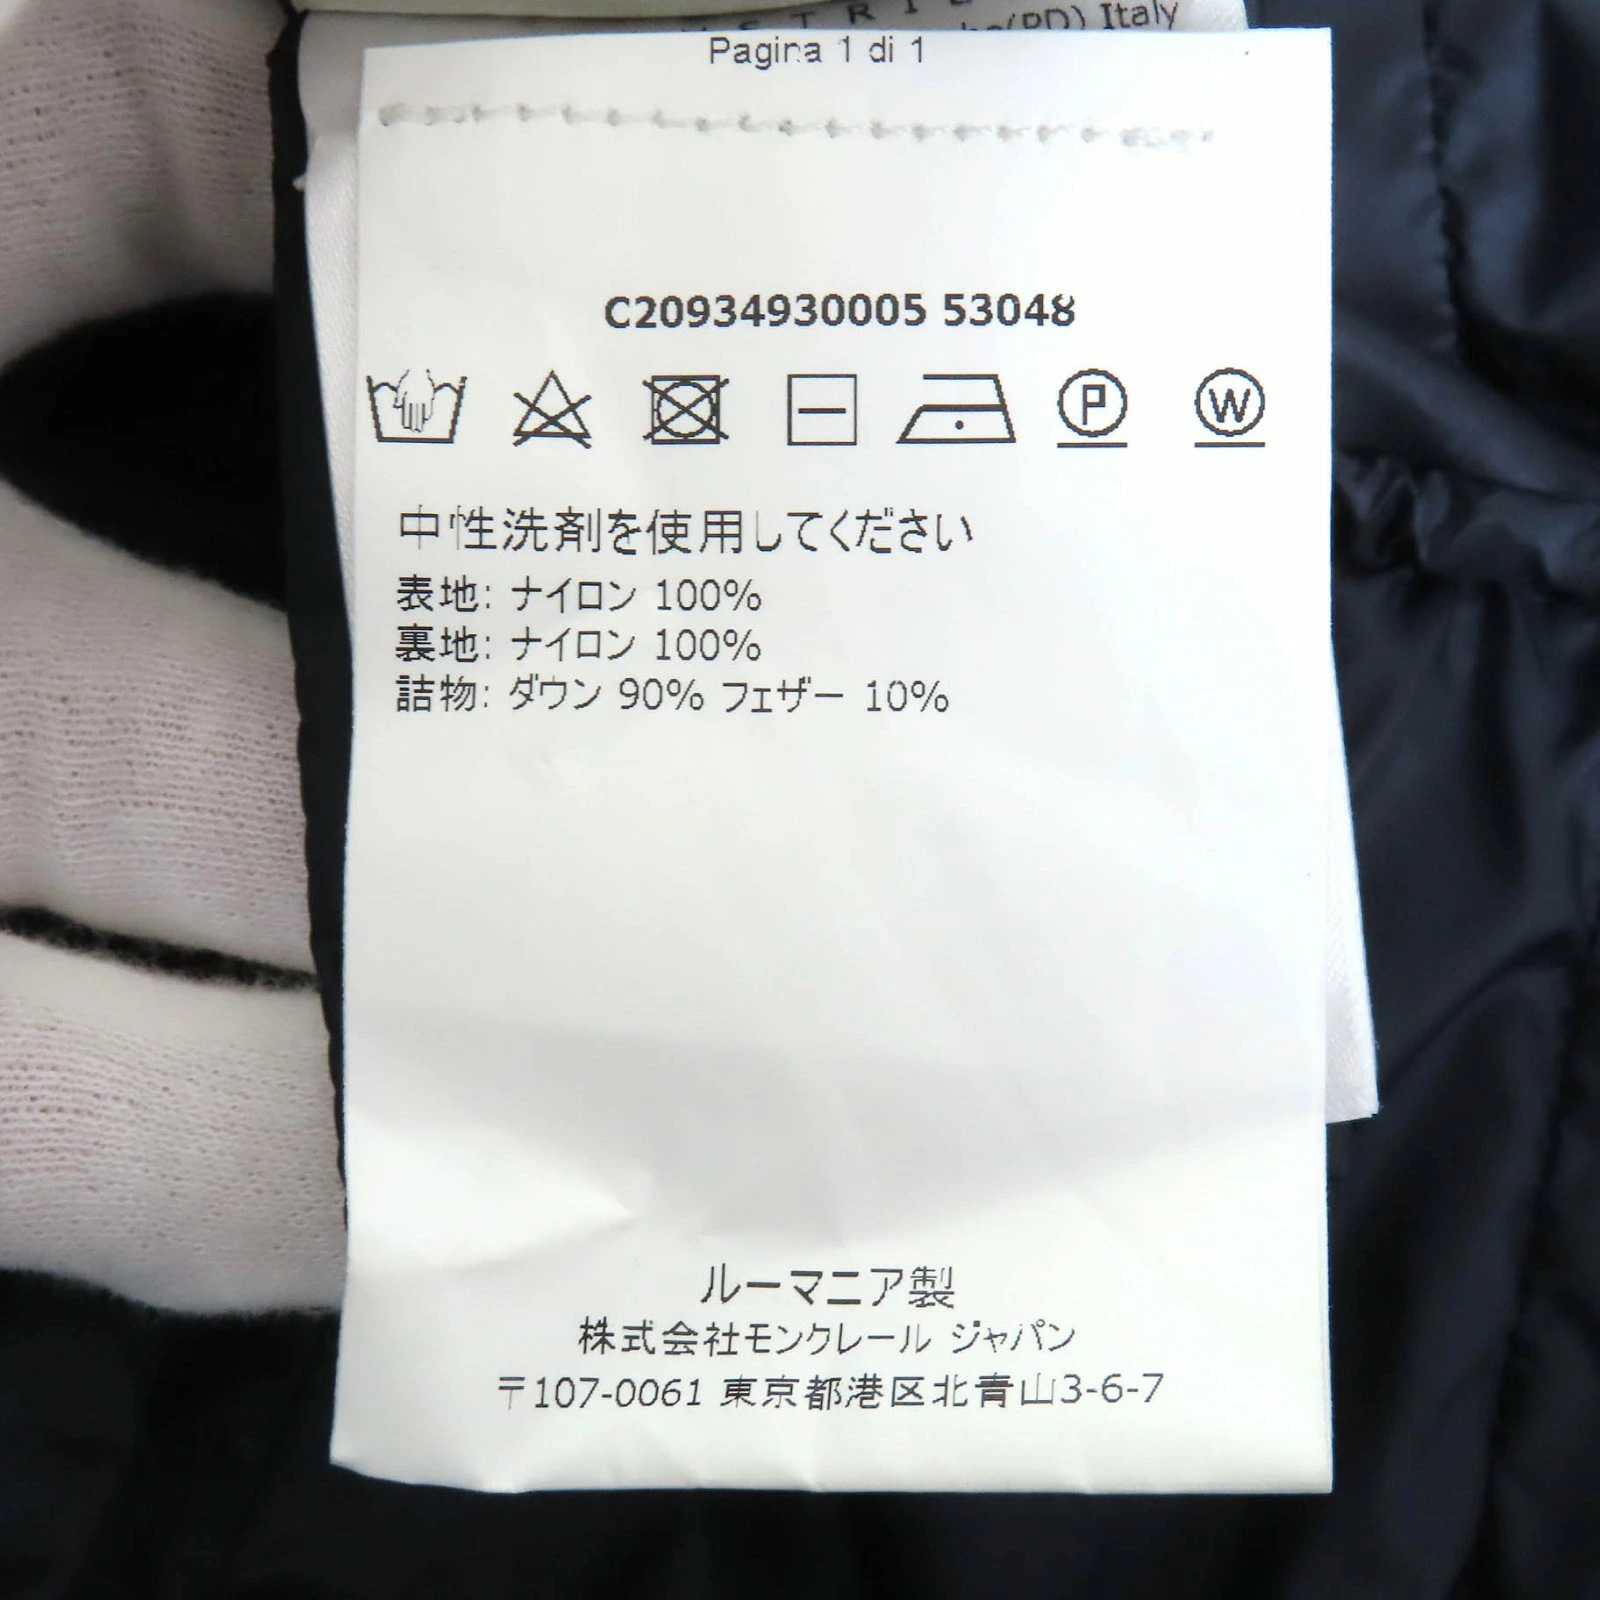 (PD) Italy
Pagina 1 di 1
C20934930005 53048
P W
中性洗剤を使用してください
表地: ナイロン 100%
裏地: ナイロン 100%
詰物: ダウン 90% フェザー 10%
ルーマニア製
株式会社モンクレール ジャパン
〒107-0061 東京都港区北青山3-6-7